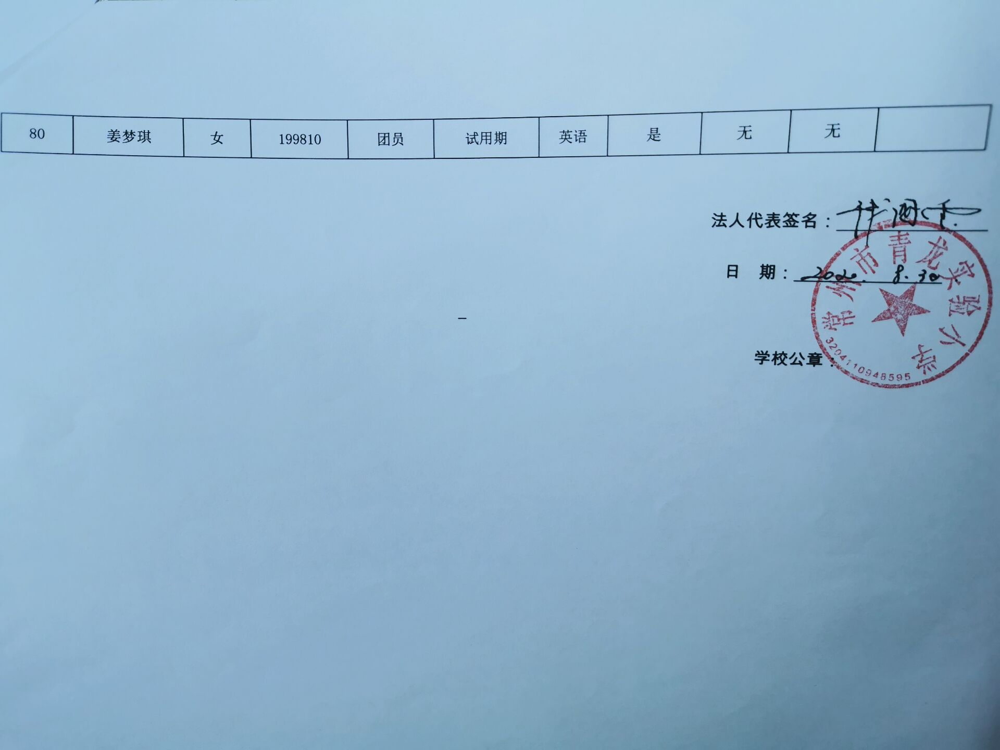 80 姜梦琪 女 199810 团员 试用期 英语 是 无 无
法人代表签名：
日 期：2020. 8.30
常州市青龙实验小学
3204110948595
学校公章：